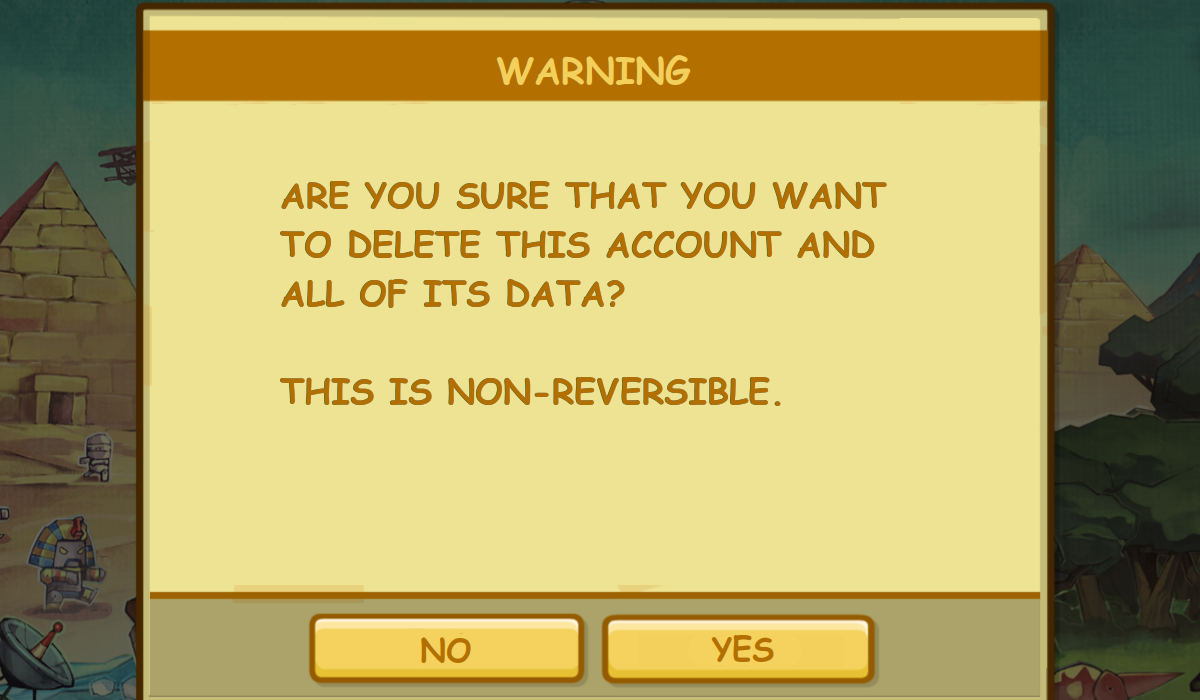 WARNING
ARE YOU SURE THAT YOU WANT
TO DELETE THIS ACCOUNT AND
ALL OF ITS DATA?
THIS IS NON-REVERSIBLE.
NO
YES